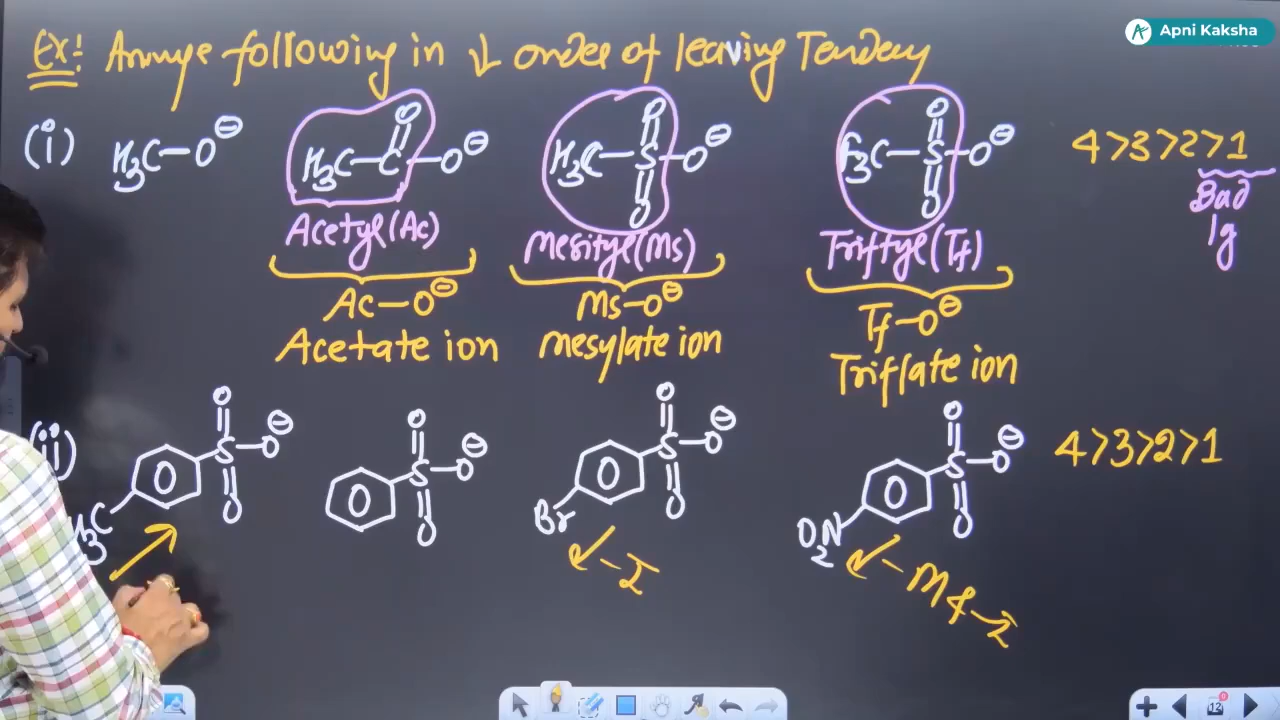 Apni Kaksha
Ex: Arrange following in ↓ order of leaving Tendency
(i) H₃C–O⊖
H₃C–C(=O)–O⊖
H₃C–S(=O)(=O)–O⊖
F₃C–S(=O)(=O)–O⊖
4>3>2>1
Bad
lg
Acetyl(Ac)
Mesityl(Ms)
Triftyl(Tf)
Ac–O⊖
Ms–O⊖
Tf–O⊖
Acetate ion
mesylate ion
Triflate ion
(ii)
H₃C
O
S–O⊖
O
O
S–O⊖
O
Br
O
S–O⊖
O
O₂N
O
S–O⊖
O
4>3>2>1
-I
-M & -I
12